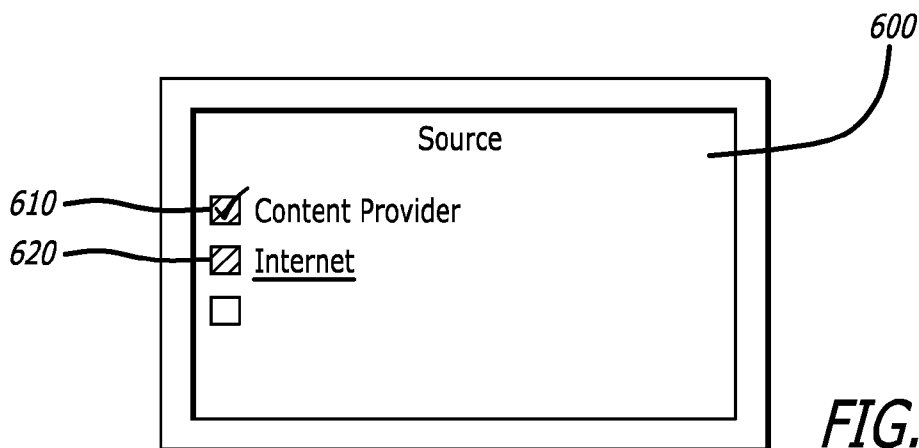 600
Source
610
Content Provider
620
Internet
FIG.